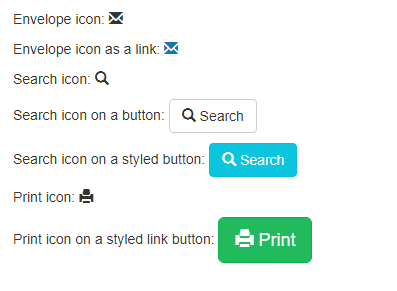 Envelope icon:
Envelope icon as a link:
Search icon:
Search icon on a button: Search
Search icon on a styled button: Search
Print icon:
Print icon on a styled link button: Print